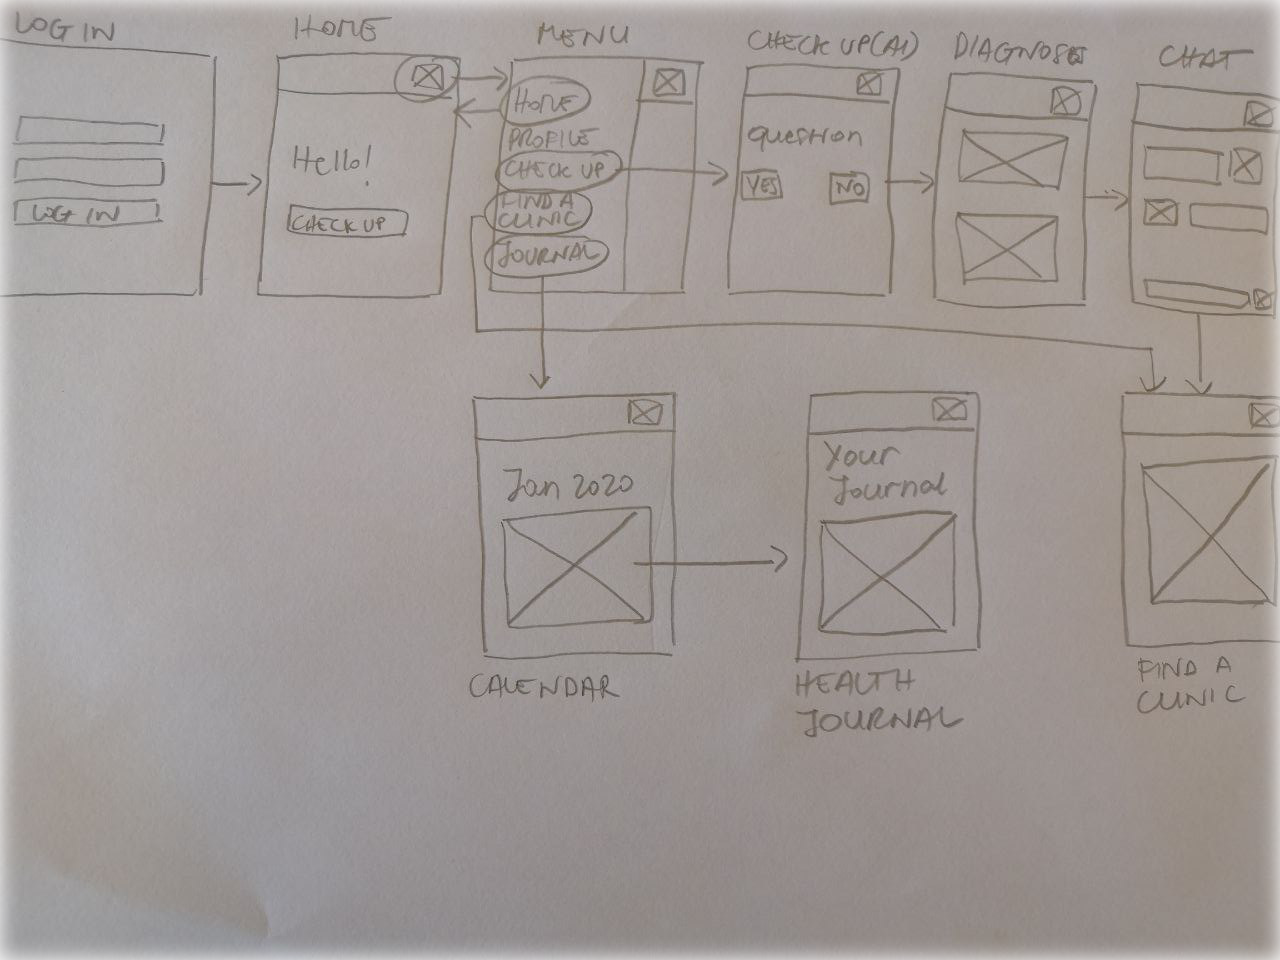 LOG IN
LOG IN
HOME
Hello!
CHECK UP
MENU
HOME
PROFILE
CHECK UP
FIND A
CLINIC
JOURNAL
CHECK UP (AI)
Question
YES
NO
DIAGNOSES
CHAT
Jan 2020
CALENDAR
Your
Journal
HEALTH
JOURNAL
FIND A
CLINIC